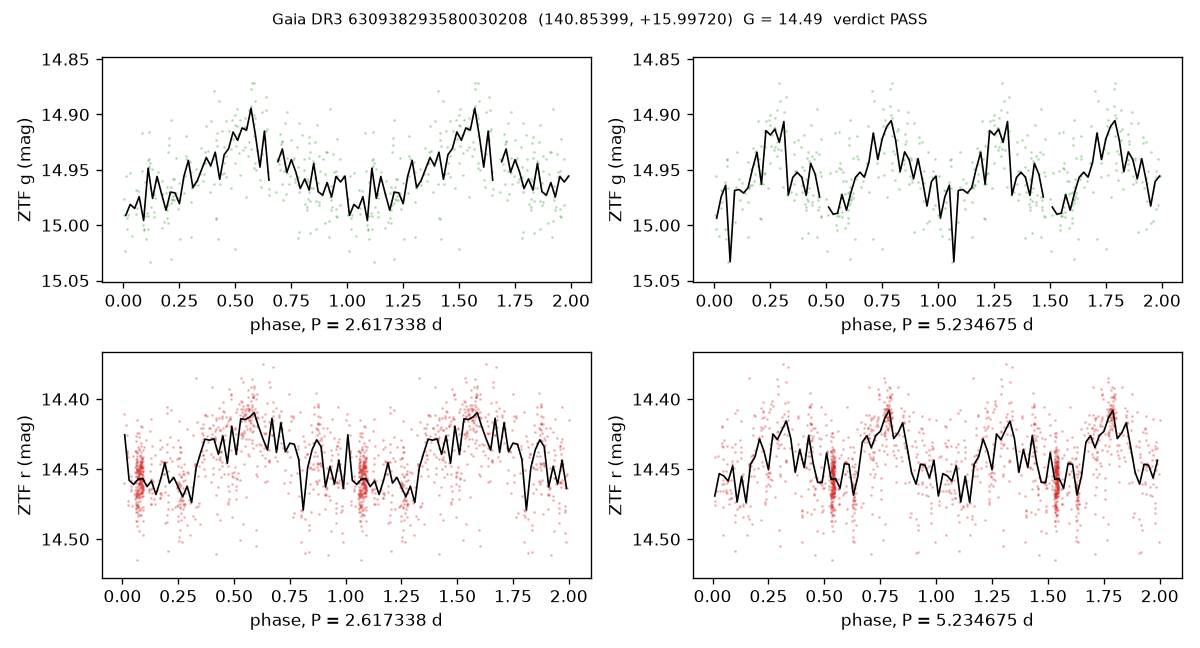 Gaia DR3 630938293580030208 (140.85399, +15.99720) G = 14.49 verdict PASS
14.85
14.90
14.95
15.00
15.05
ZTF g (mag)
0.00 0.25 0.50 0.75 1.00 1.25 1.50 1.75 2.00
phase, P = 2.617338 d
14.85
14.90
14.95
15.00
15.05
ZTF g (mag)
0.00 0.25 0.50 0.75 1.00 1.25 1.50 1.75 2.00
phase, P = 5.234675 d
14.40
14.45
14.50
ZTF r (mag)
0.00 0.25 0.50 0.75 1.00 1.25 1.50 1.75 2.00
phase, P = 2.617338 d
14.40
14.45
14.50
ZTF r (mag)
0.00 0.25 0.50 0.75 1.00 1.25 1.50 1.75 2.00
phase, P = 5.234675 d